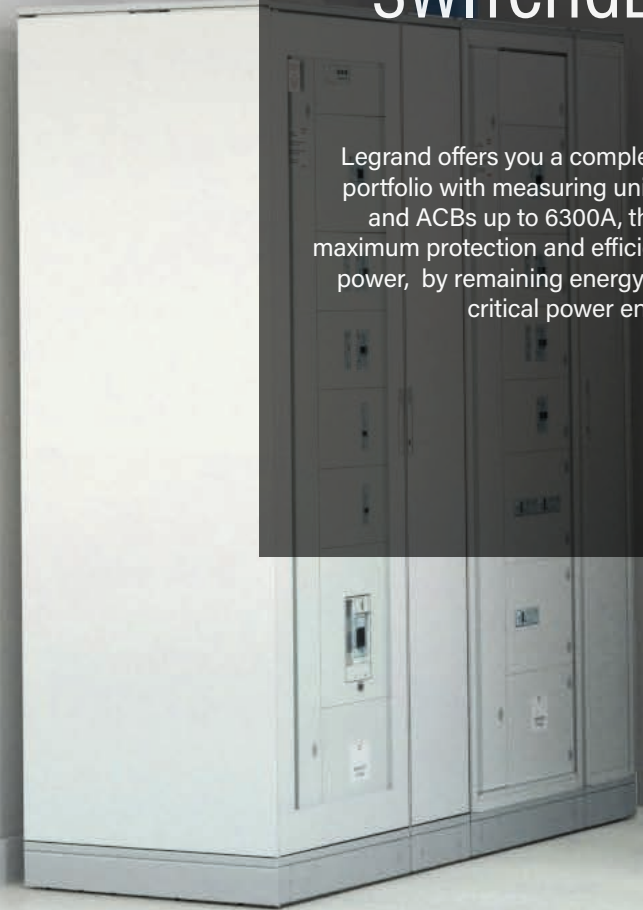 Legrand offers you a comple
portfolio with measuring un
and ACBs up to 6300A, th
maximum protection and effici
power, by remaining energy
critical power en